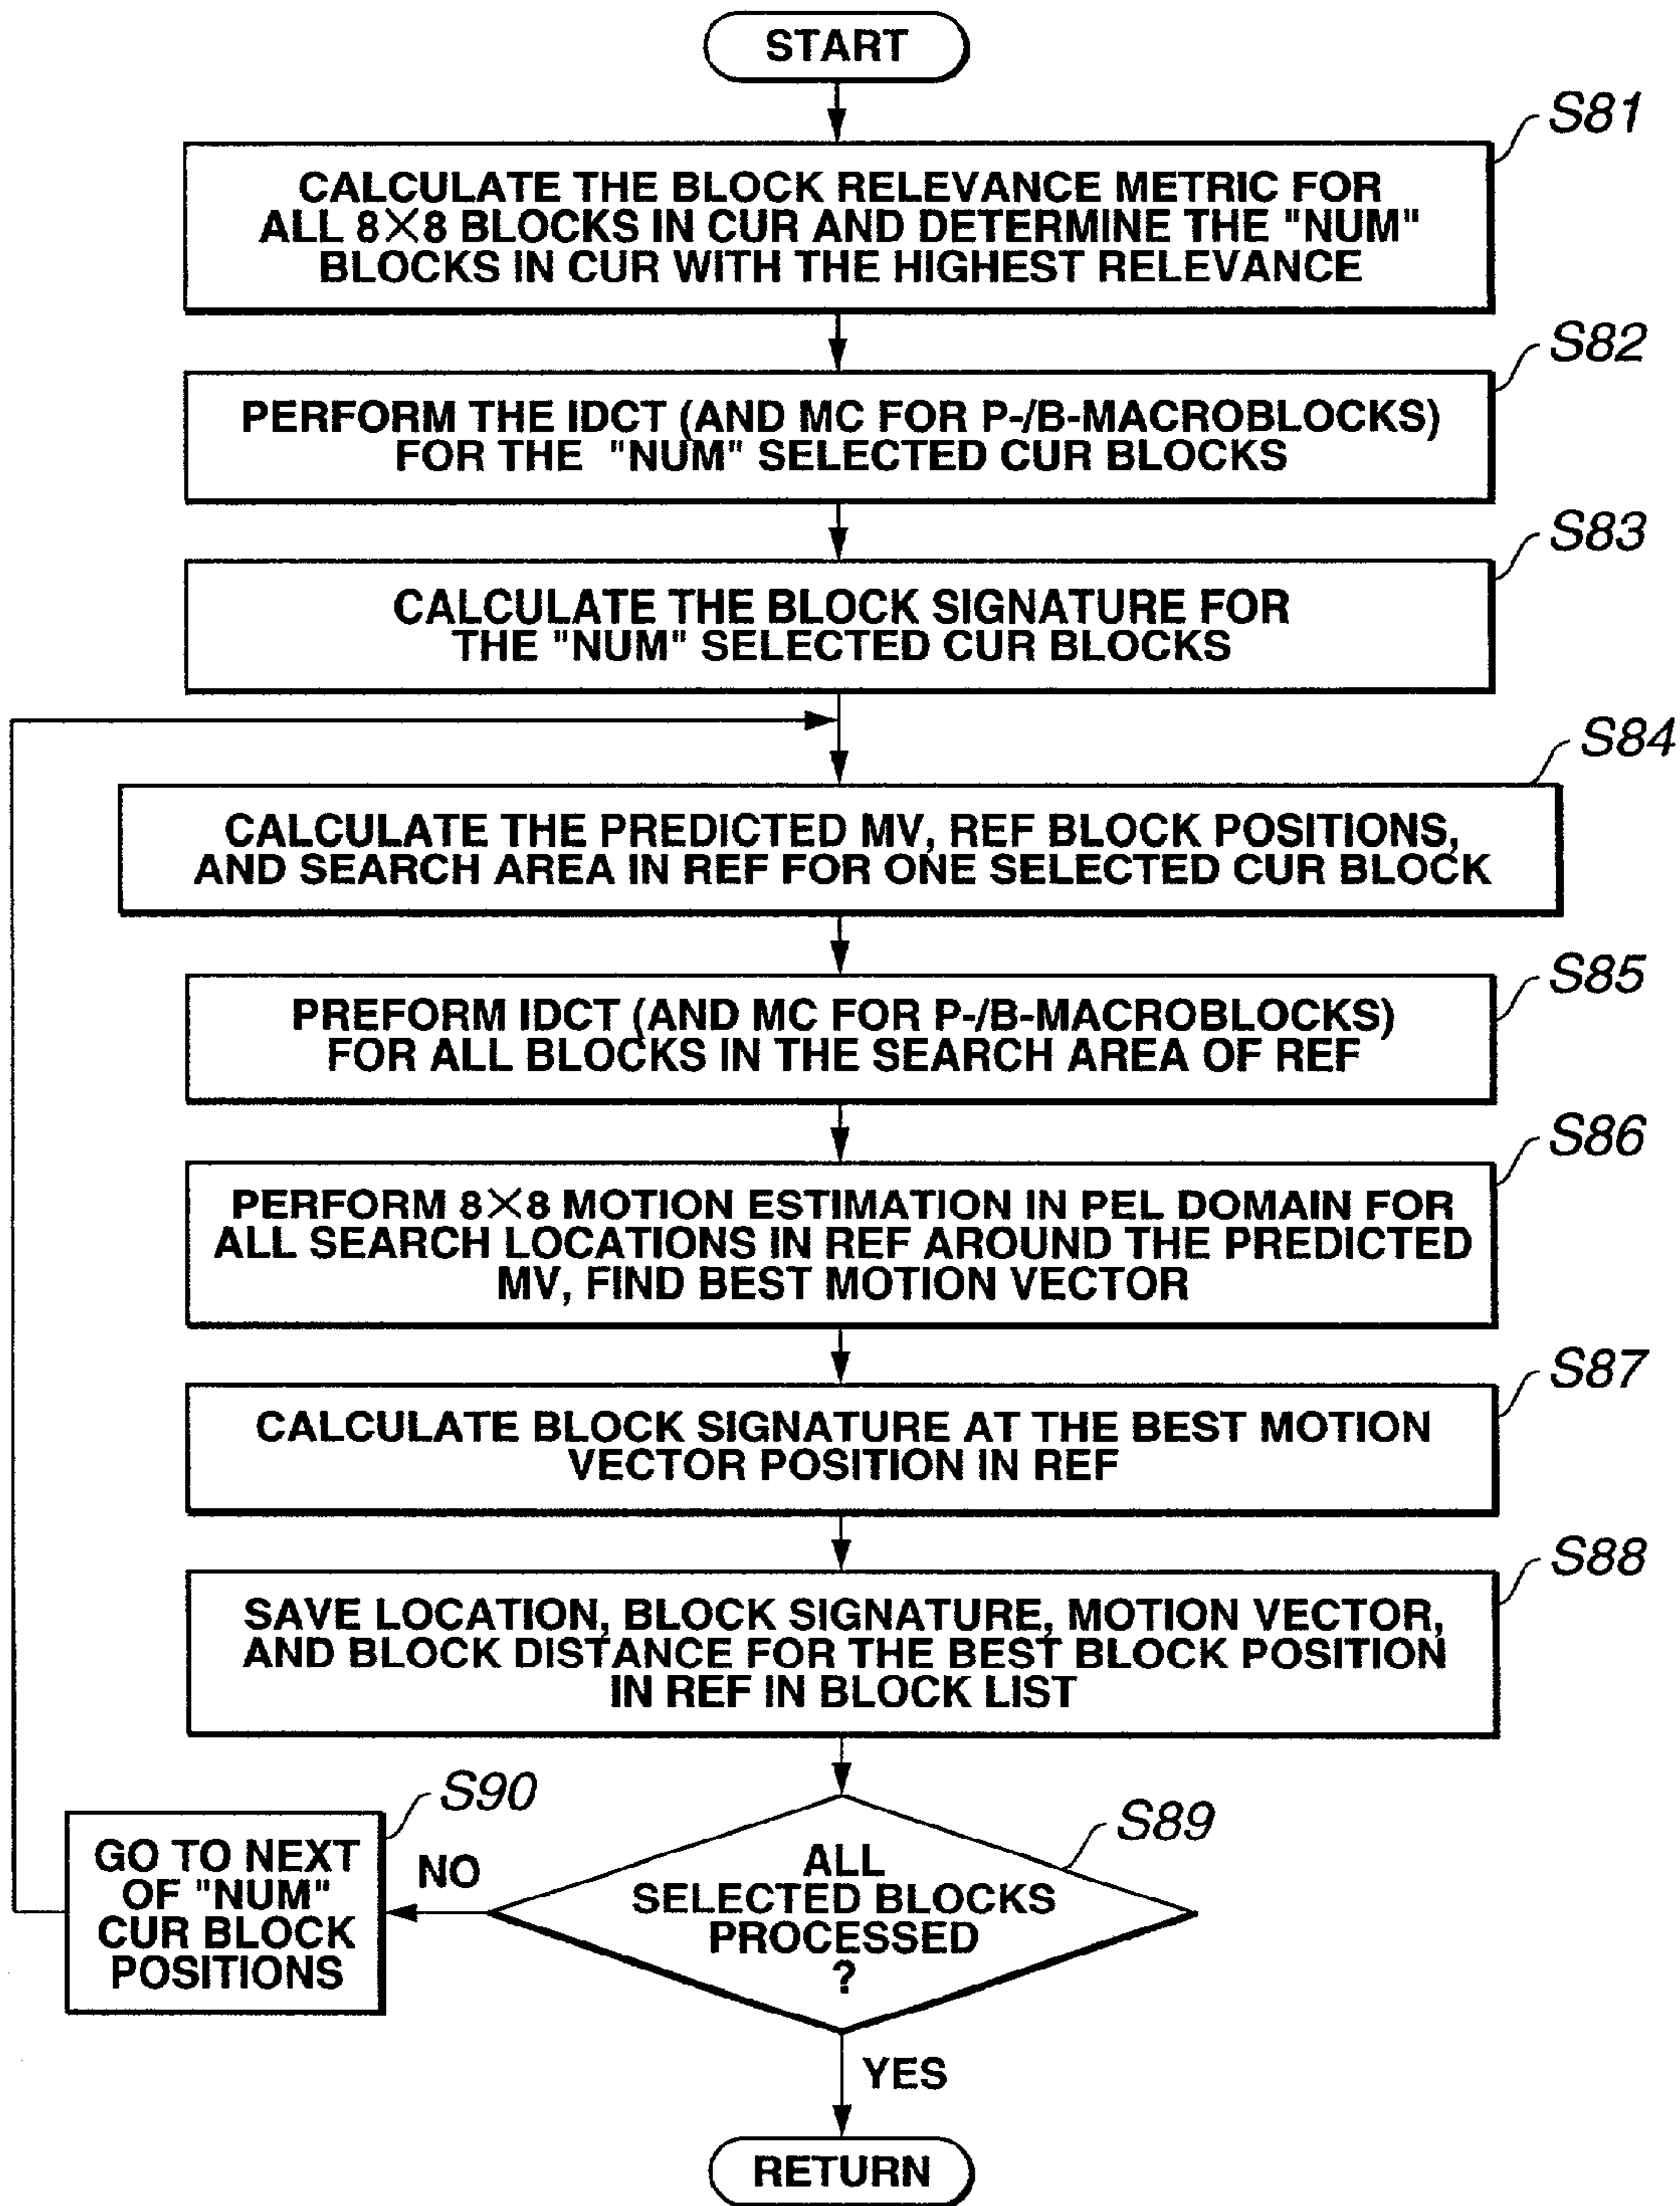 START
S81
CALCULATE THE BLOCK RELEVANCE METRIC FOR
ALL 8×8 BLOCKS IN CUR AND DETERMINE THE "NUM"
BLOCKS IN CUR WITH THE HIGHEST RELEVANCE
S82
PERFORM THE IDCT (AND MC FOR P-/B-MACROBLOCKS)
FOR THE "NUM" SELECTED CUR BLOCKS
S83
CALCULATE THE BLOCK SIGNATURE FOR
THE "NUM" SELECTED CUR BLOCKS
S84
CALCULATE THE PREDICTED MV, REF BLOCK POSITIONS,
AND SEARCH AREA IN REF FOR ONE SELECTED CUR BLOCK
S85
PREFORM IDCT (AND MC FOR P-/B-MACROBLOCKS)
FOR ALL BLOCKS IN THE SEARCH AREA OF REF
S86
PERFORM 8×8 MOTION ESTIMATION IN PEL DOMAIN FOR
ALL SEARCH LOCATIONS IN REF AROUND THE PREDICTED
MV, FIND BEST MOTION VECTOR
S87
CALCULATE BLOCK SIGNATURE AT THE BEST MOTION
VECTOR POSITION IN REF
S88
SAVE LOCATION, BLOCK SIGNATURE, MOTION VECTOR,
AND BLOCK DISTANCE FOR THE BEST BLOCK POSITION
IN REF IN BLOCK LIST
S89
ALL
SELECTED BLOCKS
PROCESSED
?
NO
S90
GO TO NEXT
OF "NUM"
CUR BLOCK
POSITIONS
YES
RETURN